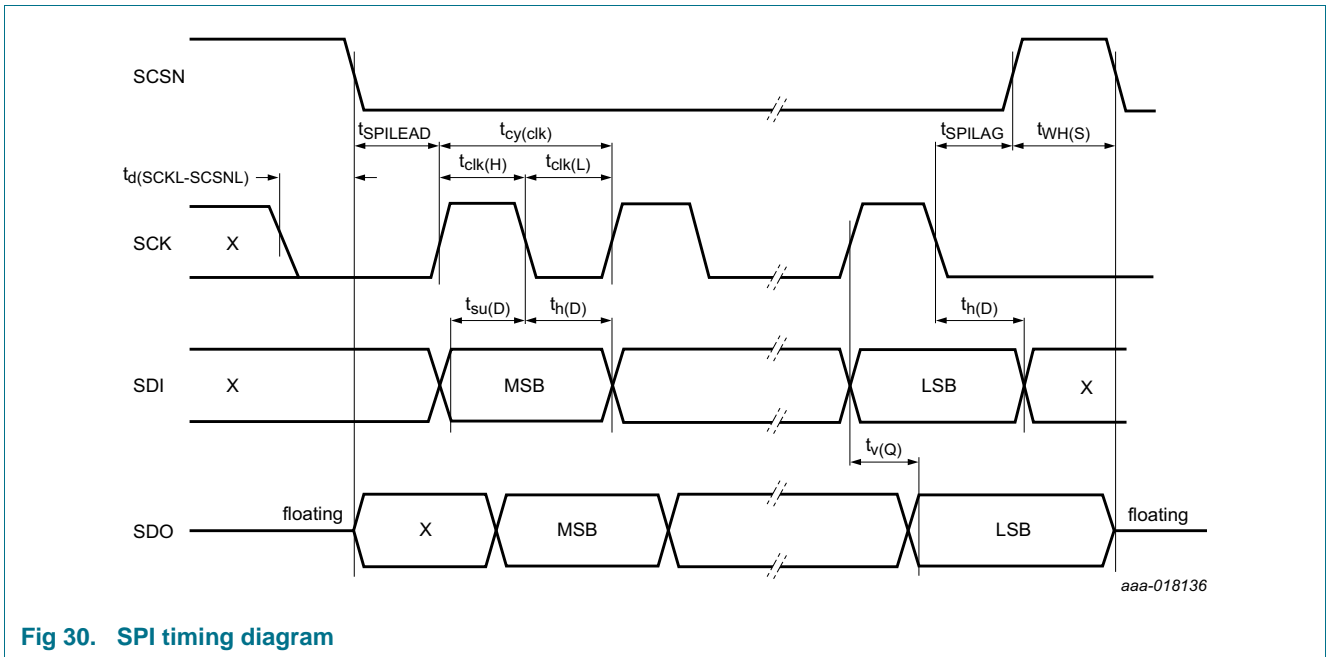 SCSN
tSPILEAD
tcy(clk)
tSPILAG
tWH(S)
td(SCKL-SCSNL)
tclk(H)
tclk(L)
SCK
X
tsu(D)
th(D)
th(D)
SDI
X
MSB
LSB
X
tv(Q)
SDO
floating
X
MSB
LSB
floating
aaa-018136
Fig 30. SPI timing diagram